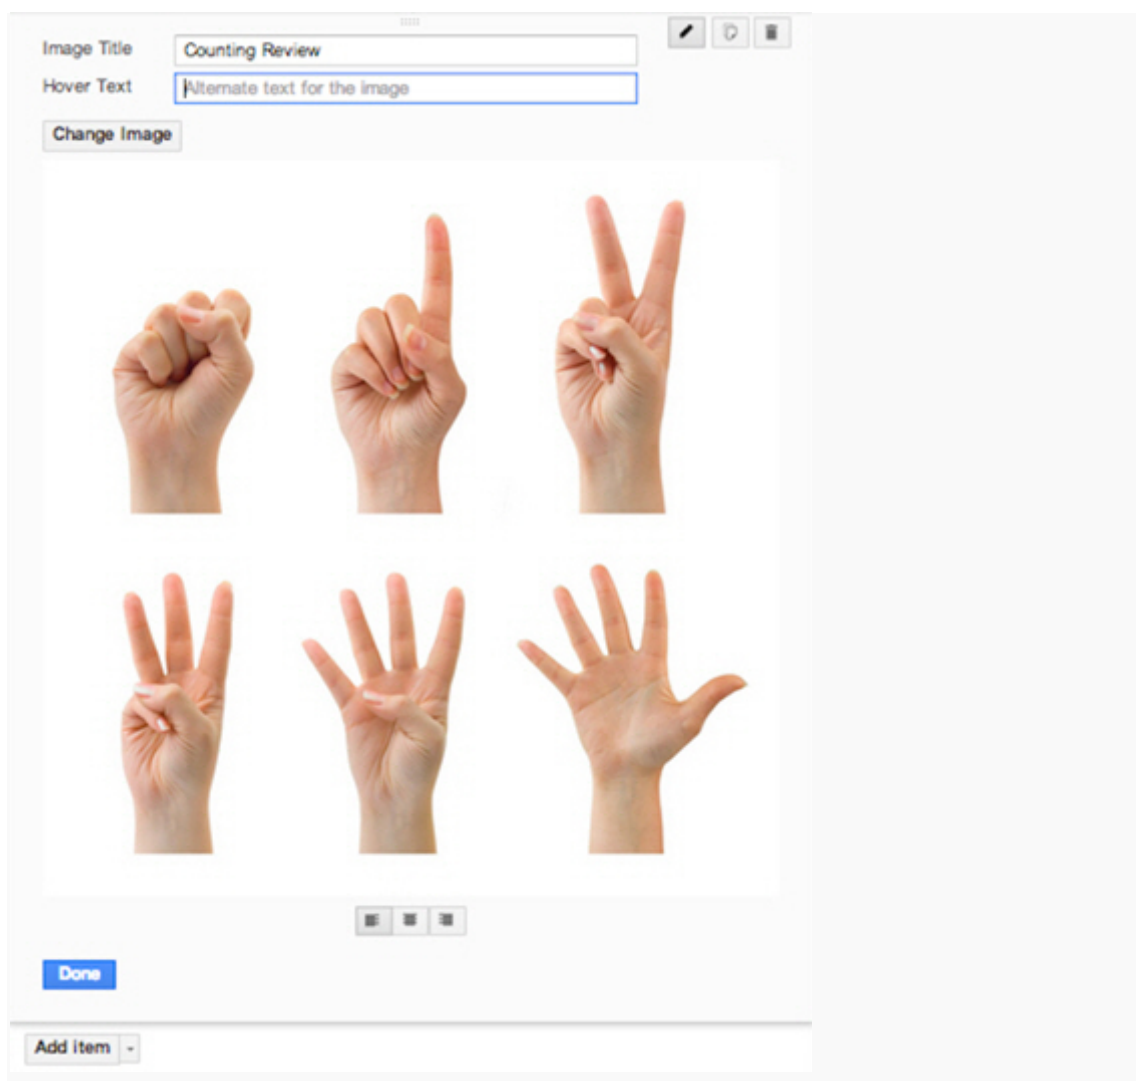 Image Title
Counting Review
Hover Text
Alternate text for the image
Change Image
Done
Add item